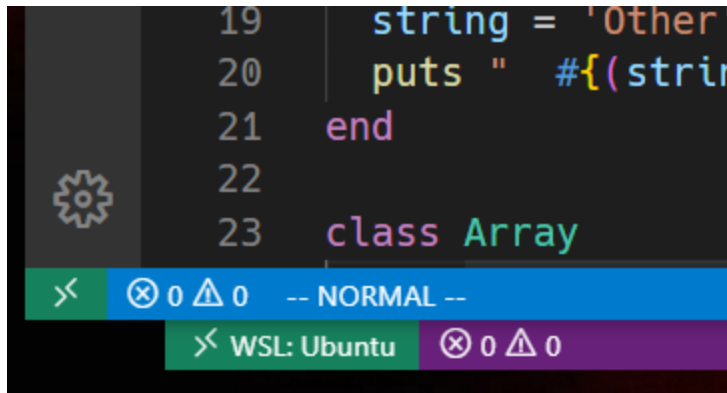 19 string = 'Other
20 puts "  #{(strin
21 end
22
23 class Array
0 0 -- NORMAL --
WSL: Ubuntu 0 0